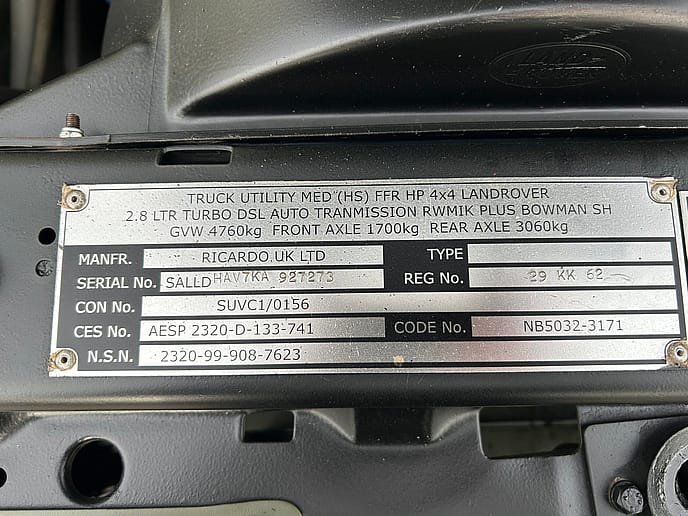 TRUCK UTILITY MED (HS) FFR HP 4x4 LANDROVER
2.8 LTR TURBO DSL AUTO TRANMISSION RWMIK PLUS BOWMAN SH
GVW 4760kg FRONT AXLE 1700kg REAR AXLE 3060kg
MANFR. RICARDO.UK LTD TYPE
SERIAL No. SALLDHAV7KA 927273 REG No. 29 KK 62
CON No. SUVC1/0156
CES No. AESP 2320-D-133-741 CODE No. NB5032-3171
N.S.N. 2320-99-908-7623